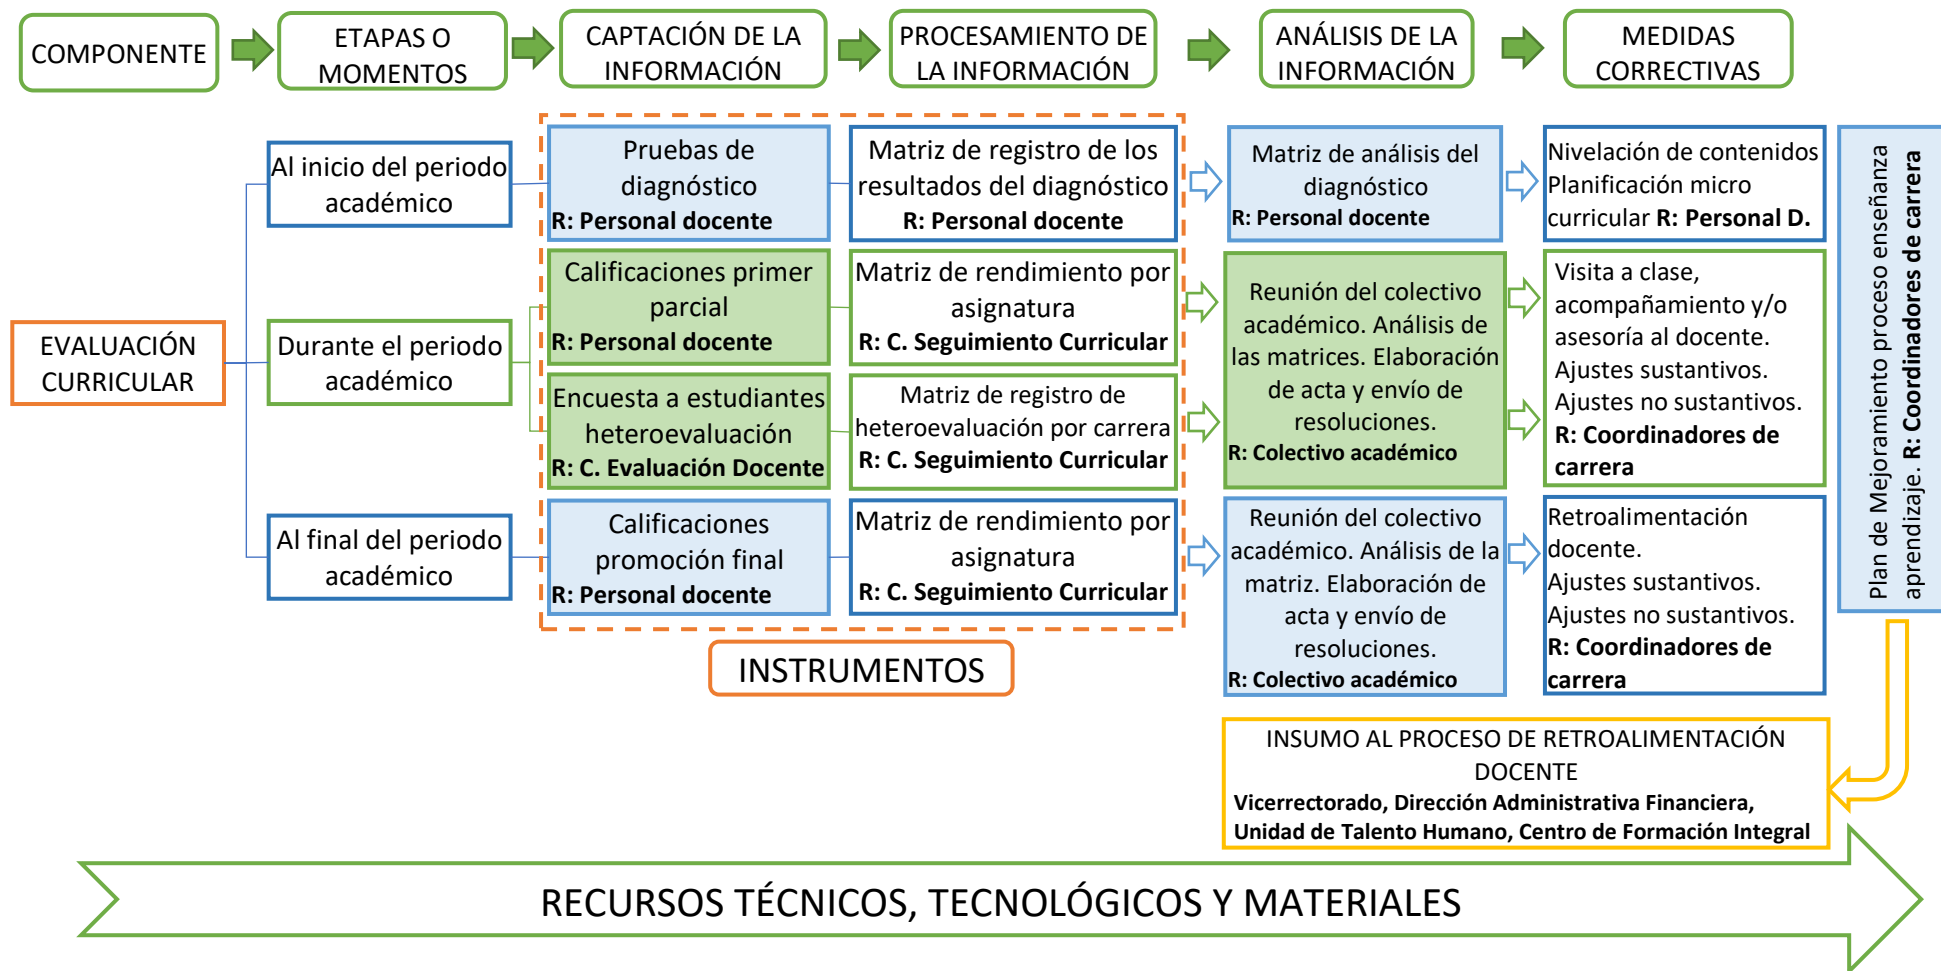 COMPONENTE
ETAPAS O
MOMENTOS
CAPTACIÓN DE LA
INFORMACIÓN
PROCESAMIENTO DE
LA INFORMACIÓN
ANÁLISIS DE LA
INFORMACIÓN
MEDIDAS
CORRECTIVAS
EVALUACIÓN
CURRICULAR
Al inicio del periodo
académico
Pruebas de
diagnóstico
R: Personal docente
Matriz de registro de los
resultados del diagnóstico
R: Personal docente
Matriz de análisis del
diagnóstico
R: Personal docente
Nivelación de contenidos
Planificación micro
curricular R: Personal D.
Durante el periodo
académico
Calificaciones primer
parcial
R: Personal docente
Matriz de rendimiento por
asignatura
R: C. Seguimiento Curricular
Encuesta a estudiantes
heteroevaluación
R: C. Evaluación Docente
Matriz de registro de
heteroevaluación por carrera
R: C. Seguimiento Curricular
Reunión del colectivo
académico. Análisis de
las matrices. Elaboración
de acta y envío de
resoluciones.
R: Colectivo académico
Visita a clase,
acompañamiento y/o
asesoría al docente.
Ajustes sustantivos.
Ajustes no sustantivos.
R: Coordinadores de
carrera
Al final del periodo
académico
Calificaciones
promoción final
R: Personal docente
Matriz de rendimiento por
asignatura
R: C. Seguimiento Curricular
Reunión del colectivo
académico. Análisis de la
matriz. Elaboración de
acta y envío de
resoluciones.
R: Colectivo académico
Retroalimentación
docente.
Ajustes sustantivos.
Ajustes no sustantivos.
R: Coordinadores de
carrera
Plan de Mejoramiento proceso enseñanza
aprendizaje. R: Coordinadores de carrera
INSTRUMENTOS
INSUMO AL PROCESO DE RETROALIMENTACIÓN
DOCENTE
Vicerrectorado, Dirección Administrativa Financiera,
Unidad de Talento Humano, Centro de Formación Integral
RECURSOS TÉCNICOS, TECNOLÓGICOS Y MATERIALES